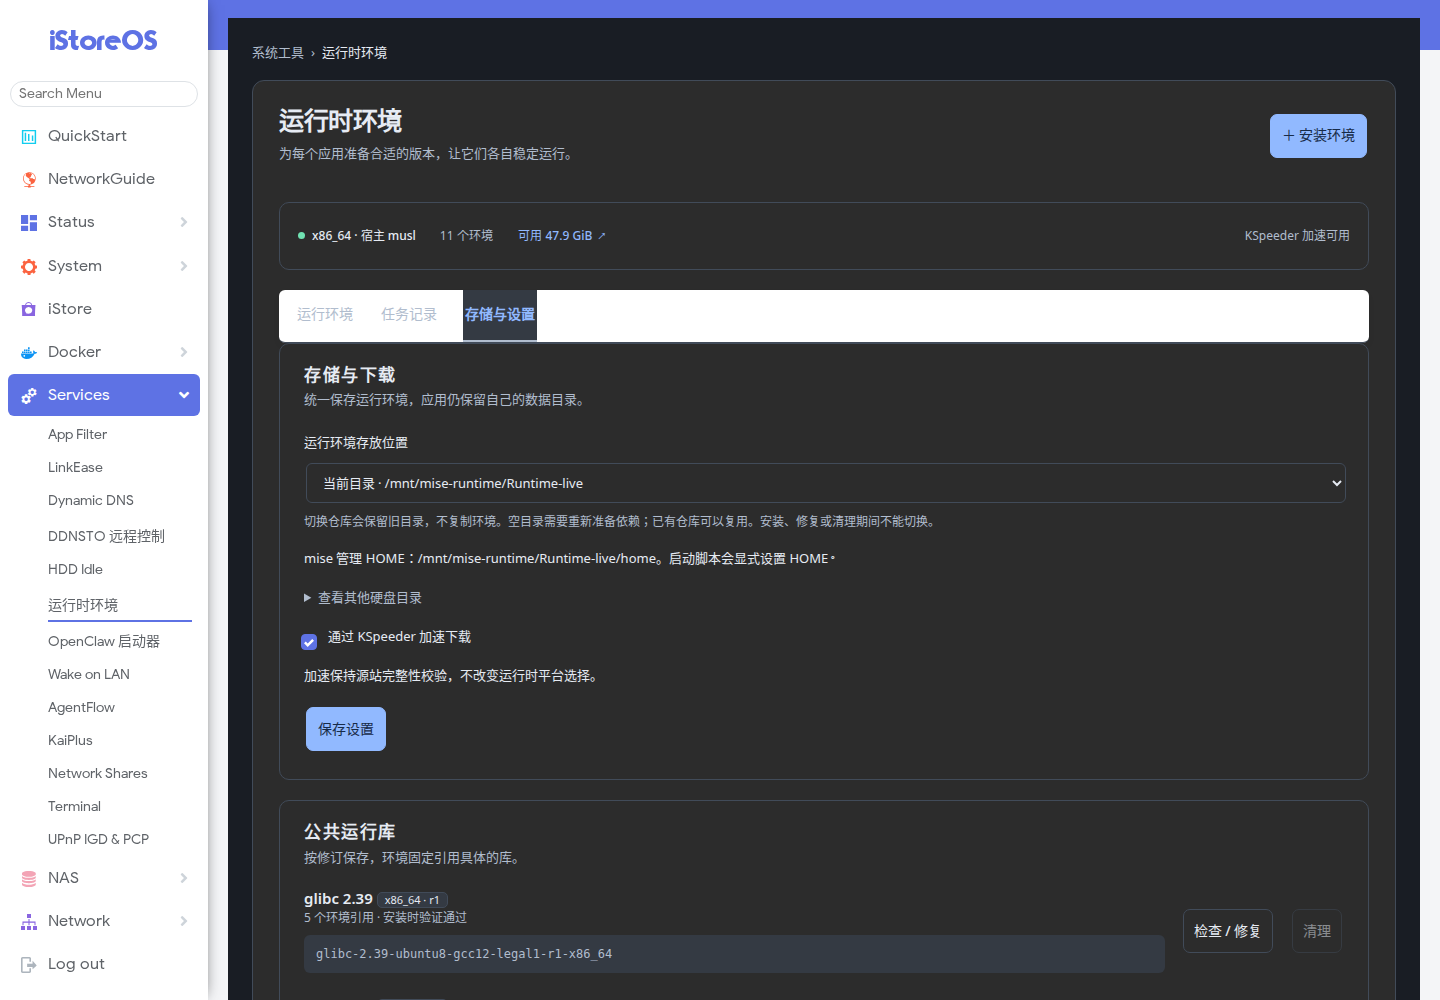 iStoreOS
Search Menu
QuickStart
NetworkGuide
Status
System
iStore
Docker
Services
App Filter
LinkEase
Dynamic DNS
DDNSTO 远程控制
HDD Idle
运行时环境
OpenClaw 启动器
Wake on LAN
AgentFlow
KaiPlus
Network Shares
Terminal
UPnP IGD & PCP
NAS
Network
Log out
系统工具 › 运行时环境
运行时环境
为每个应用准备合适的版本，让它们各自稳定运行。
＋ 安装环境
x86_64 · 宿主 musl 11 个环境 可用 47.9 GiB ↗ KSpeeder 加速可用
运行环境 任务记录 存储与设置
存储与下载
统一保存运行环境，应用仍保留自己的数据目录。
运行环境存放位置
当前目录 · /mnt/mise-runtime/Runtime-live
切换仓库会保留旧目录，不复制环境。空目录需要重新准备依赖；已有仓库可以复用。安装、修复或清理期间不能切换。
mise 管理 HOME：/mnt/mise-runtime/Runtime-live/home。启动脚本会显式设置 HOME。
▶ 查看其他硬盘目录
通过 KSpeeder 加速下载
加速保持源站完整性校验，不改变运行时平台选择。
保存设置
公共运行库
按修订保存，环境固定引用具体的库。
glibc 2.39 x86_64 · r1
5 个环境引用 · 安装时验证通过
glibc-2.39-ubuntu8-gcc12-legal1-r1-x86_64
检查 / 修复 清理